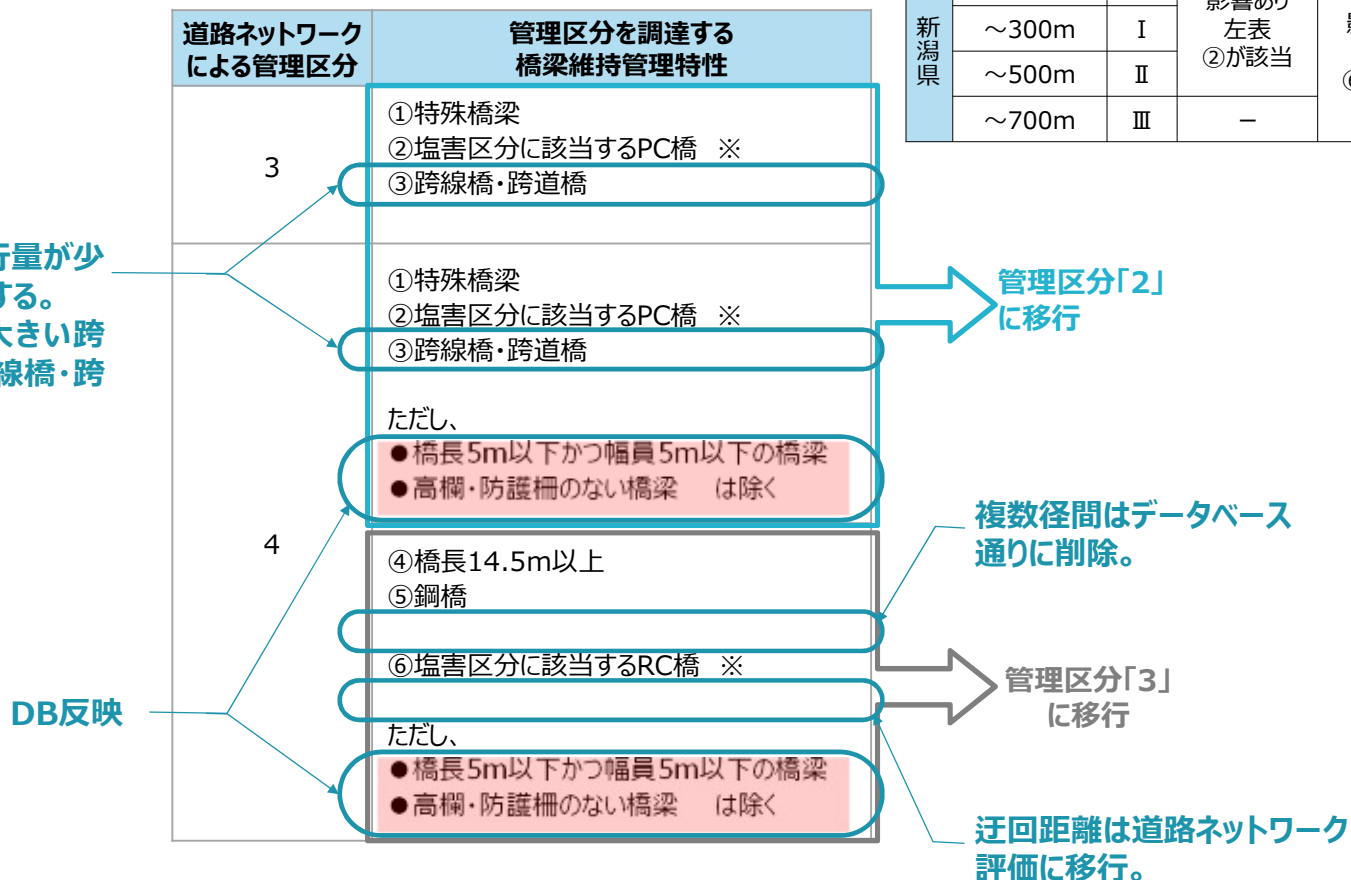 道路ネットワーク
による管理区分
管理区分を調達する
橋梁維持管理特性
3
①特殊橋梁
②塩害区分に該当するPC橋 ※
③跨線橋・跨道橋
4
①特殊橋梁
②塩害区分に該当するPC橋 ※
③跨線橋・跨道橋
ただし、
●橋長5m以下かつ幅員5m以下の橋梁
●高欄・防護柵のない橋梁 は除く
④橋長14.5m以上
⑤鋼橋
⑥塩害区分に該当するRC橋 ※
ただし、
●橋長5m以下かつ幅員5m以下の橋梁
●高欄・防護柵のない橋梁 は除く
行量が少
する。
大きい跨
線橋・跨
DB反映
管理区分「2」
に移行
複数径間はデータベース
通りに削除。
管理区分「3」
に移行
迂回距離は道路ネットワーク
評価に移行。
新潟県
～300m Ⅰ
～500m Ⅱ
～700m Ⅲ －
影響あり
左表
②が該当